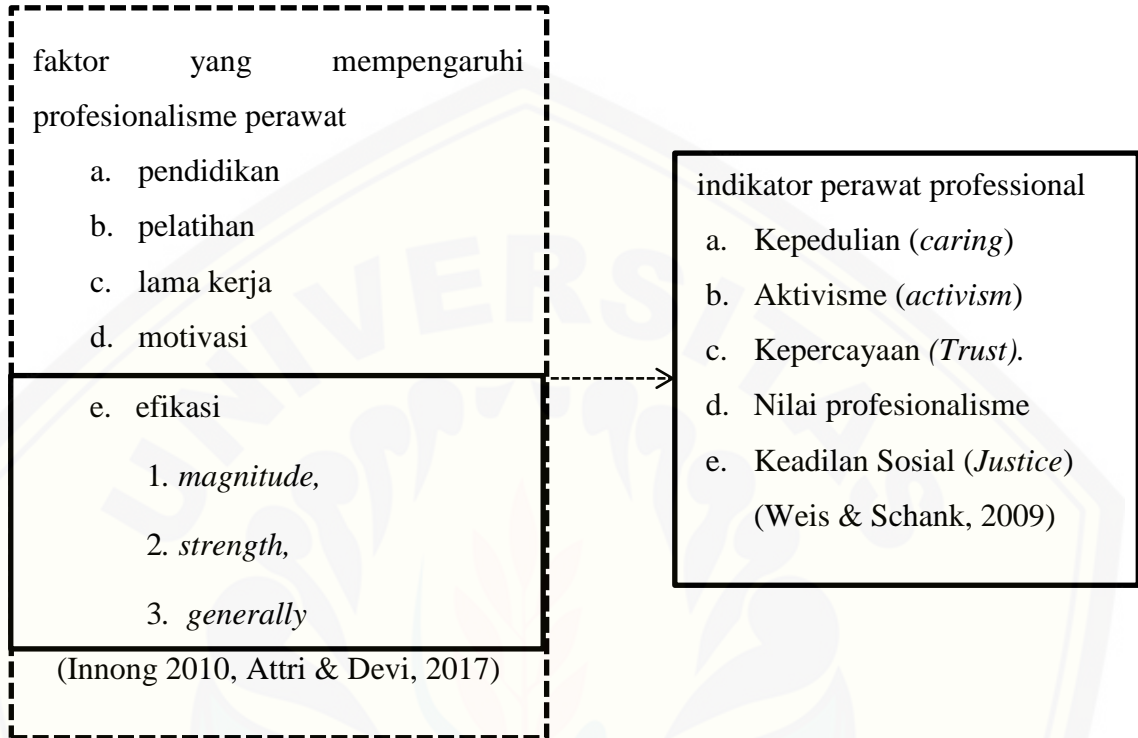 faktor yang mempengaruhi
profesionalisme perawat
a. pendidikan
b. pelatihan
c. lama kerja
d. motivasi
e. efikasi
1. magnitude,
2. strength,
3. generally
(Innong 2010, Attri & Devi, 2017)
indikator perawat professional
a. Kepedulian (caring)
b. Aktivisme (activism)
c. Kepercayaan (Trust).
d. Nilai profesionalisme
e. Keadilan Sosial (Justice)
(Weis & Schank, 2009)
UNIVERSITAS